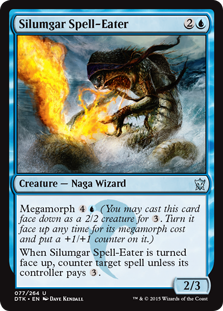 Silumgar Spell-Eater 2
Creature — Naga Wizard
Megamorph 4 (You may cast this
card face down as a 2/2 creature for 3. Turn it
face up any time for its megamorph cost
and put a +1/+1 counter on it.)
When Silumgar Spell-Eater is turned
face up, counter target spell unless its
controller pays 3.
2/3
077/264 U
DTK • EN DAVE KENDALL
™ & © 2015 Wizards of the Coast